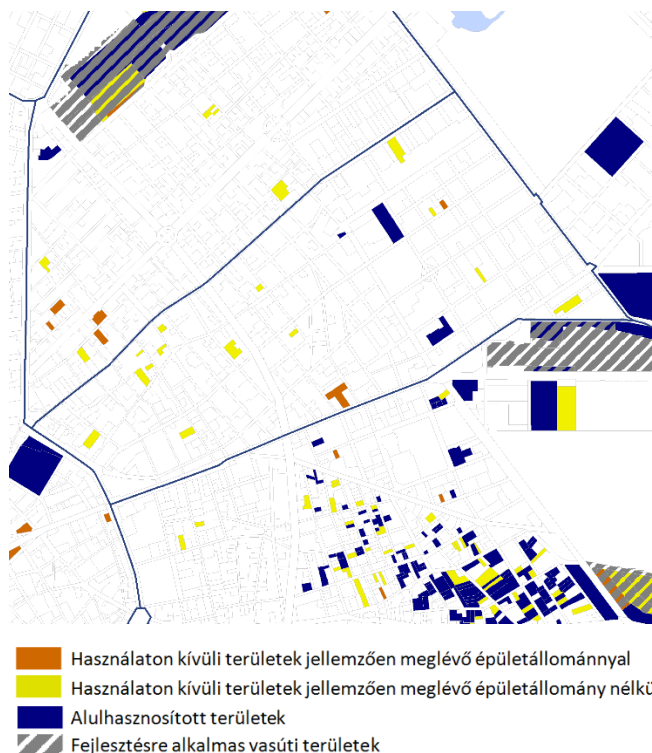 Használaton kívüli területek jellemzően meglévő épületállománnyal
Használaton kívüli területek jellemzően meglévő épületállomány nélkü
Alulhasznosított területek
Fejlesztésre alkalmas vasúti területek